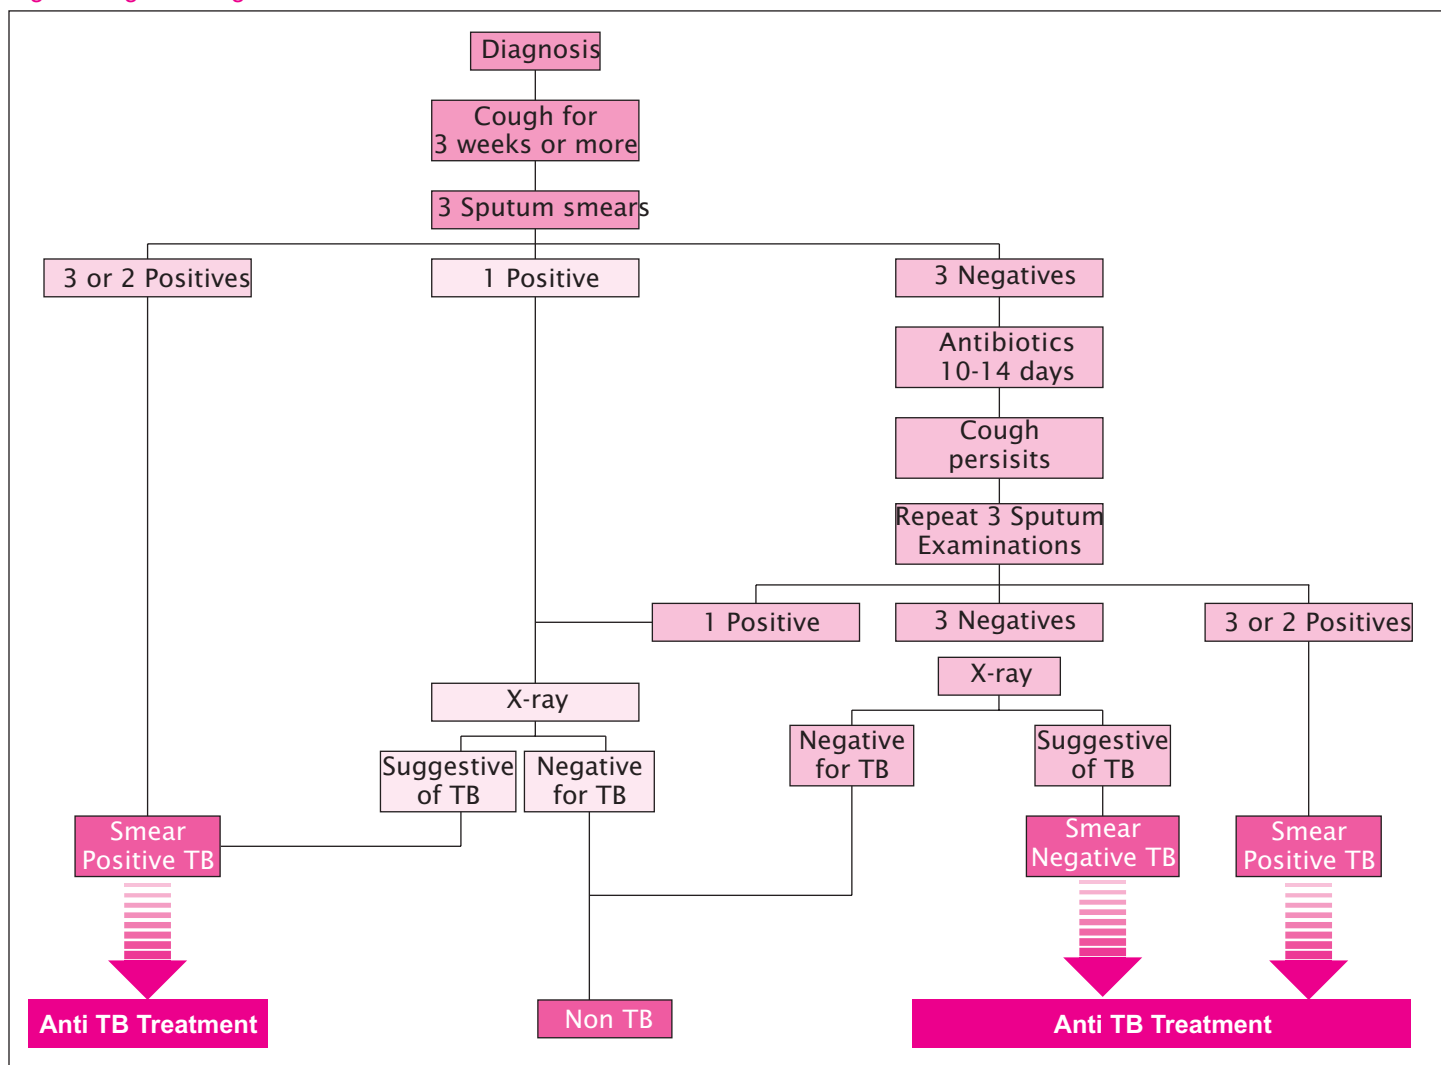 Diagnosis
Cough for
3 weeks or more
3 Sputum smears
3 or 2 Positives
1 Positive
3 Negatives
Antibiotics
10-14 days
Cough
persisits
Repeat 3 Sputum
Examinations
1 Positive
3 Negatives
3 or 2 Positives
X-ray
X-ray
Suggestive
of TB
Negative
for TB
Negative
for TB
Suggestive
of TB
Smear
Positive TB
Smear
Negative TB
Smear
Positive TB
Anti TB Treatment
Non TB
Anti TB Treatment